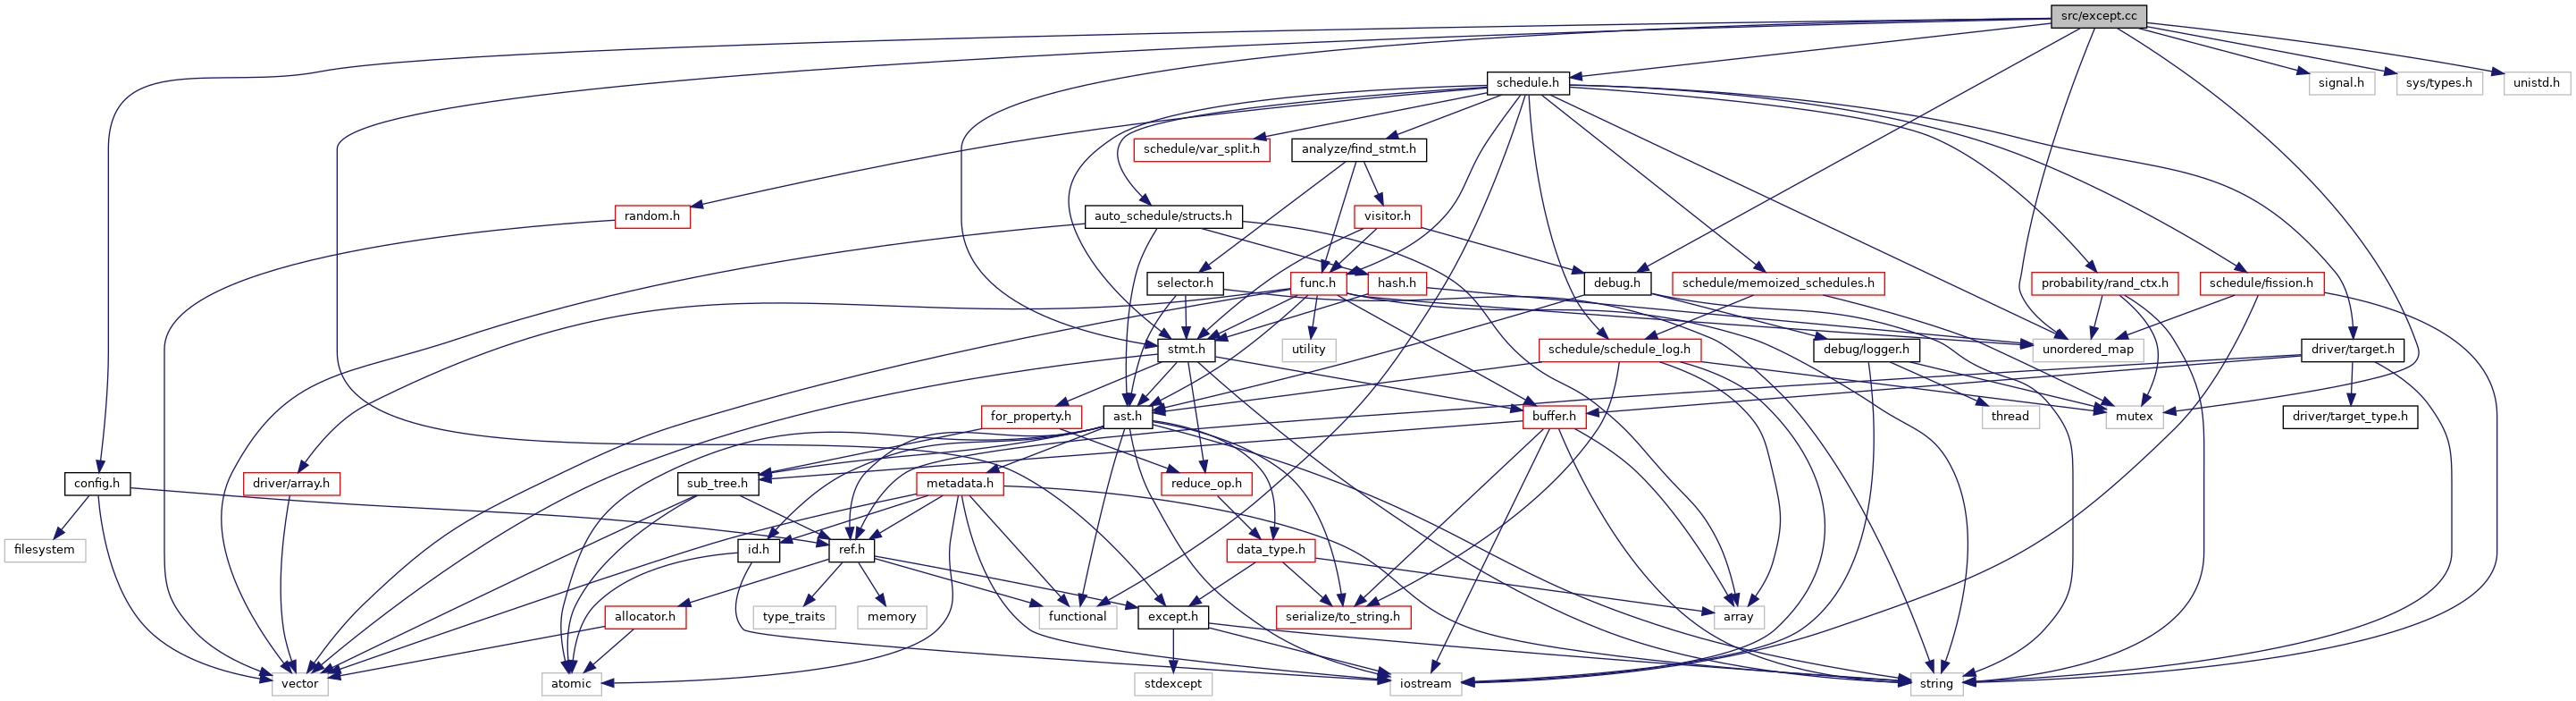 src/except.cc
schedule.h
signal.h
sys/types.h
unistd.h
schedule/var_split.h
analyze/find_stmt.h
random.h
auto_schedule/structs.h
visitor.h
selector.h
func.h
hash.h
debug.h
schedule/memoized_schedules.h
probability/rand_ctx.h
schedule/fission.h
stmt.h
utility
schedule/schedule_log.h
debug/logger.h
unordered_map
driver/target.h
for_property.h
ast.h
buffer.h
thread
mutex
driver/target_type.h
config.h
driver/array.h
sub_tree.h
metadata.h
reduce_op.h
filesystem
id.h
ref.h
data_type.h
allocator.h
type_traits
memory
functional
except.h
serialize/to_string.h
array
vector
atomic
stdexcept
iostream
string